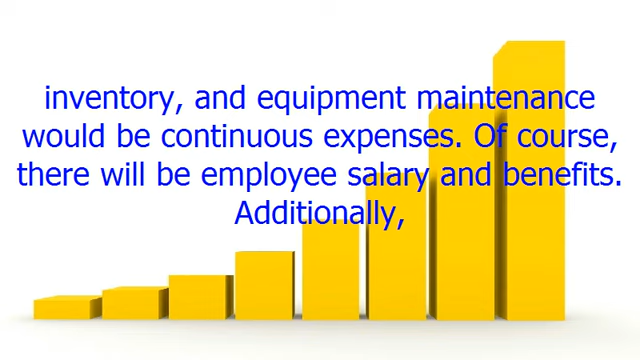 inventory, and equipment maintenance
would be continuous expenses. Of course,
there will be employee salary and benefits.
Additionally,